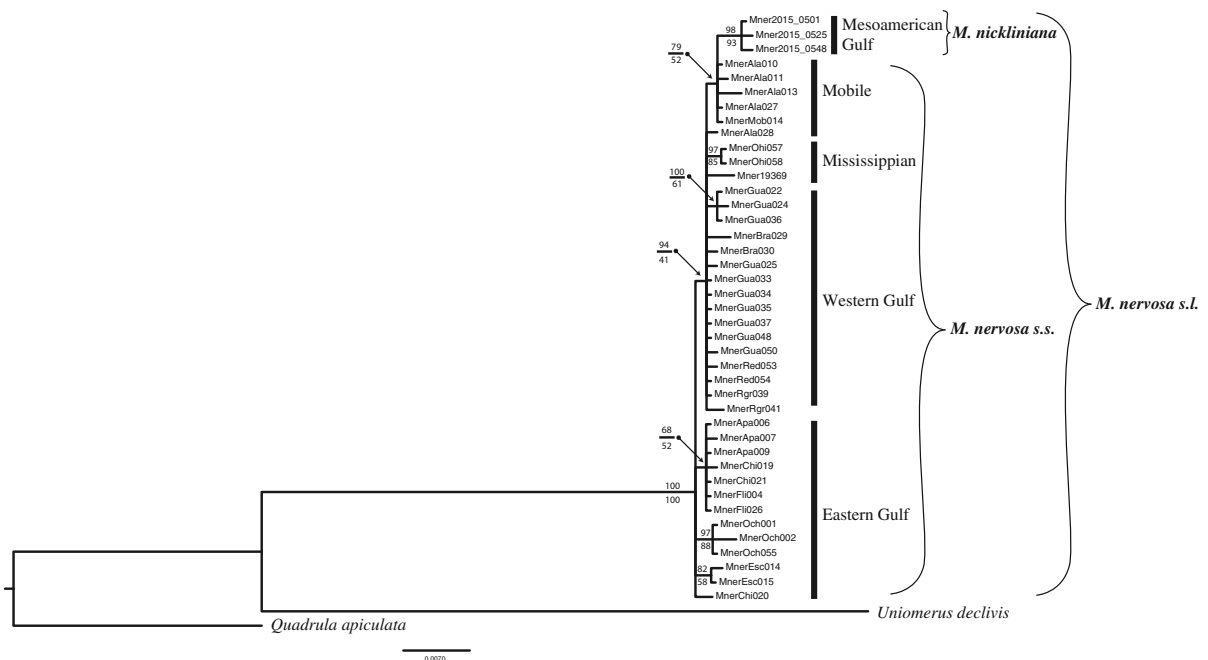 Mner2015_0501
Mner2015_0525
Mner2015_0548
98
93
Mesoamerican
Gulf
M. nickliniana
79
52
MnerAla010
MnerAla011
MnerAla013
MnerAla027
MnerMob014
MnerAla028
Mobile
97
85
MnerOhi057
MnerOhi058
Mner19369
Mississippian
100
61
MnerGua022
MnerGua024
MnerGua036
MnerBra029
MnerBra030
MnerGua025
94
41
MnerGua033
MnerGua034
MnerGua035
MnerGua037
MnerGua048
MnerGua050
MnerRed053
MnerRed054
MnerRgr039
MnerRgr041
Western Gulf
M. nervosa s.s.
M. nervosa s.l.
68
52
MnerApa006
MnerApa007
MnerApa009
MnerChi019
MnerChi021
MnerFli004
MnerFli026
100
100
Eastern Gulf
97
88
MnerOch001
MnerOch002
MnerOch055
82
58
MnerEsc014
MnerEsc015
MnerChi020
Uniomerus declivis
Quadrula apiculata
0.0070